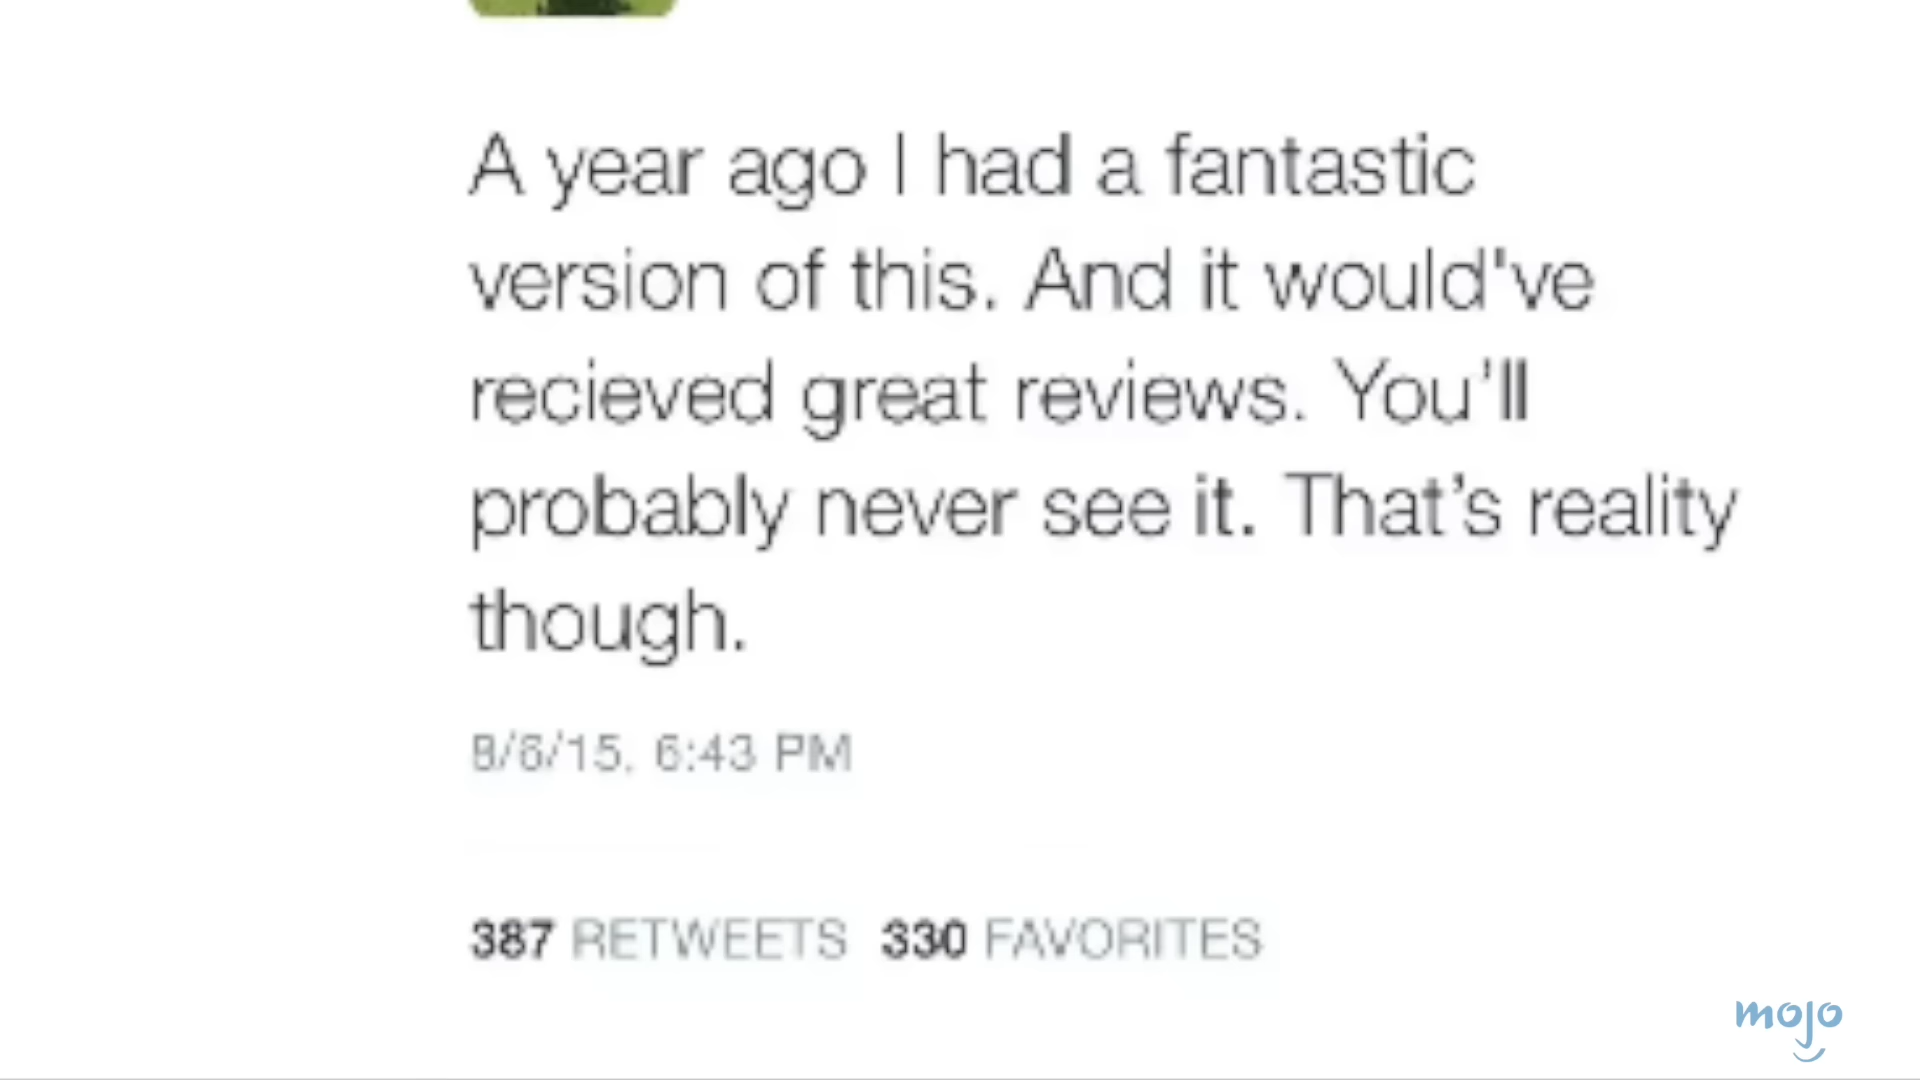 A year ago I had a fantastic
version of this. And it would've
recieved great reviews. You'll
probably never see it. That's reality
though.
8/6/15, 6:43 PM
387 RETWEETS 330 FAVORITES
mojo